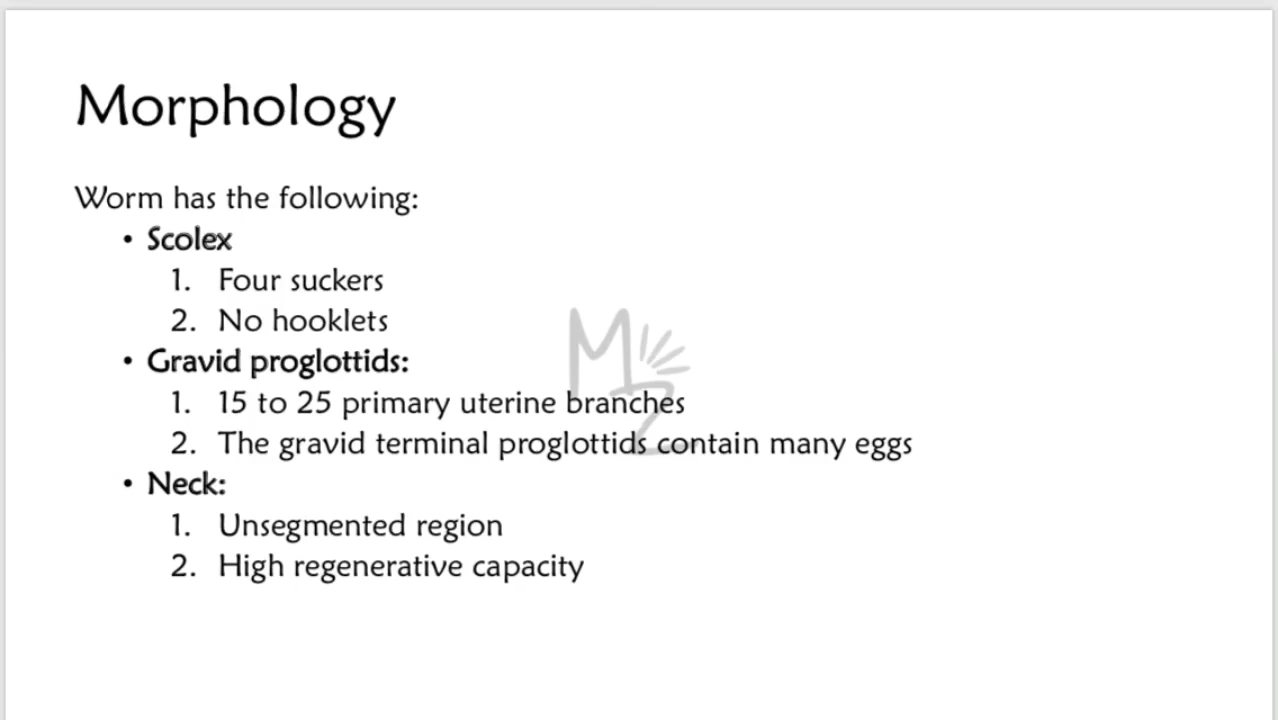 Morphology
Worm has the following:
• Scolex
1. Four suckers
2. No hooklets
• Gravid proglottids:
1. 15 to 25 primary uterine branches
2. The gravid terminal proglottids contain many eggs
• Neck:
1. Unsegmented region
2. High regenerative capacity
MZ